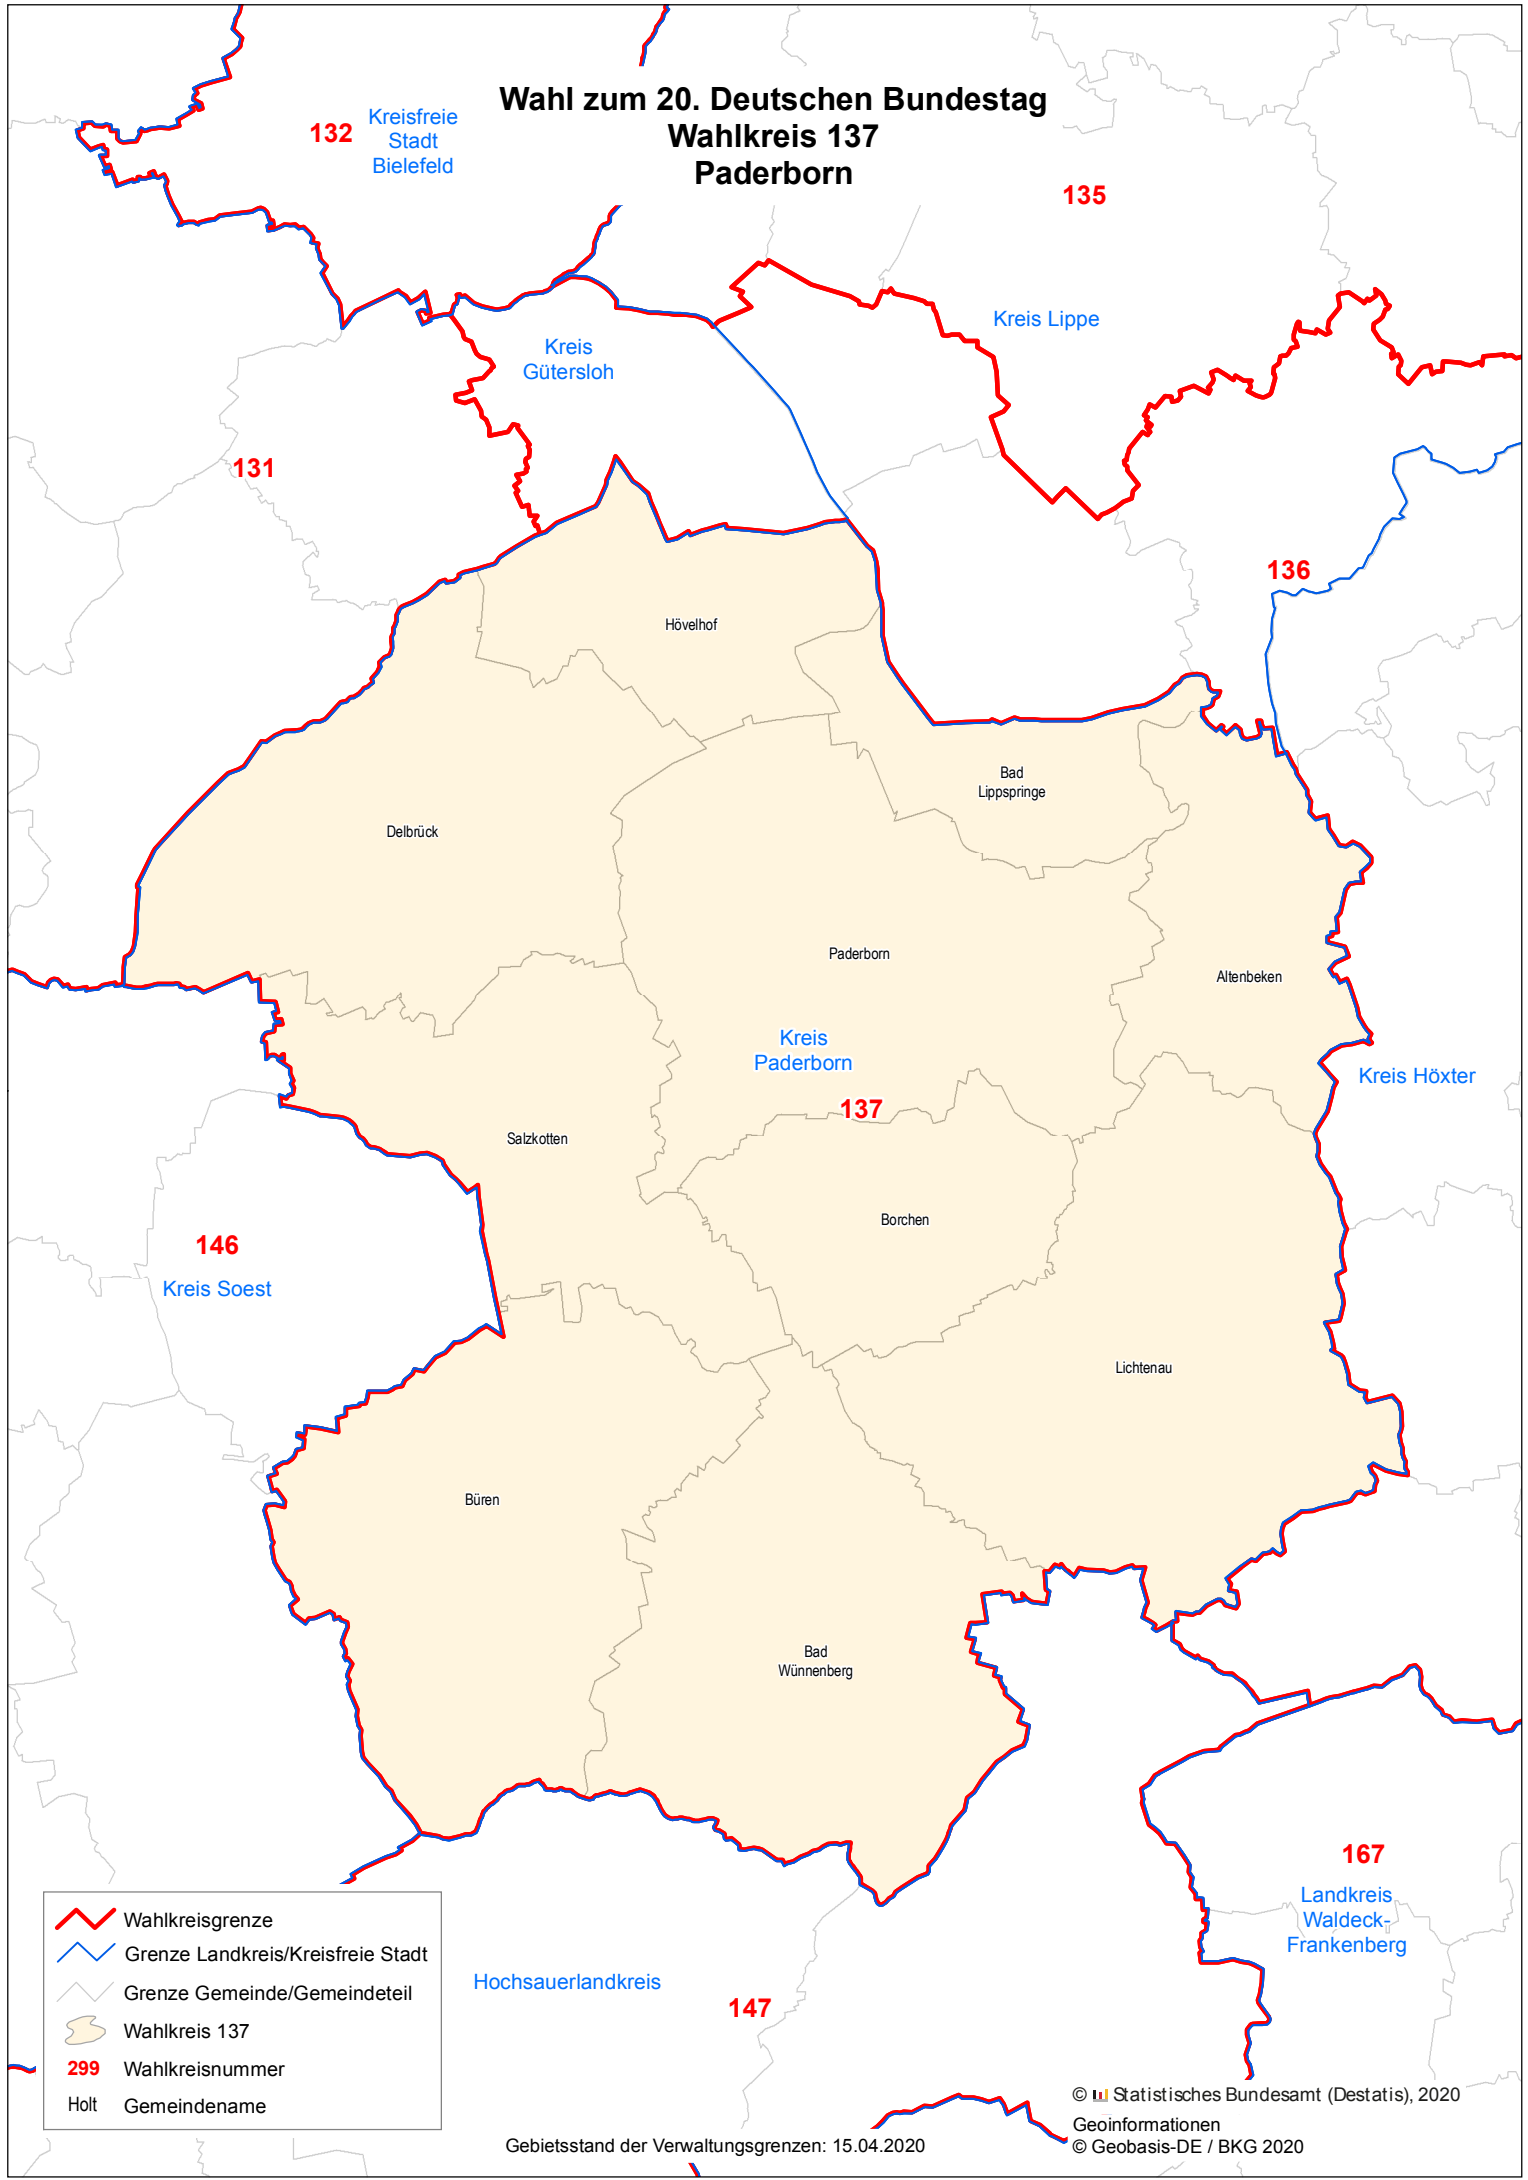 Wahl zum 20. Deutschen Bundestag
Wahlkreis 137
Paderborn
132
Kreisfreie
Stadt
Bielefeld
135
Kreis Lippe
Kreis
Gütersloh
131
136
Hövelhof
Bad
Lippspringe
Delbrück
Paderborn
Altenbeken
Kreis
Paderborn
137
Kreis Höxter
Salzkotten
Borchen
146
Kreis Soest
Lichtenau
Büren
Bad
Wünnenberg
167
Landkreis
Waldeck-
Frankenberg
Hochsauerlandkreis
147
Wahlkreisgrenze
Grenze Landkreis/Kreisfreie Stadt
Grenze Gemeinde/Gemeindeteil
Wahlkreis 137
299 Wahlkreisnummer
Holt Gemeindename
Gebietsstand der Verwaltungsgrenzen: 15.04.2020
© Statistisches Bundesamt (Destatis), 2020
Geoinformationen
© Geobasis-DE / BKG 2020